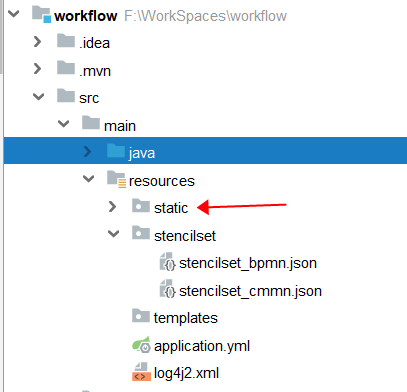 workflow F:\WorkSpaces\workflow
.idea
.mvn
src
main
java
resources
static
stencilset
stencilset_bpmn.json
stencilset_cmmn.json
templates
application.yml
log4j2.xml